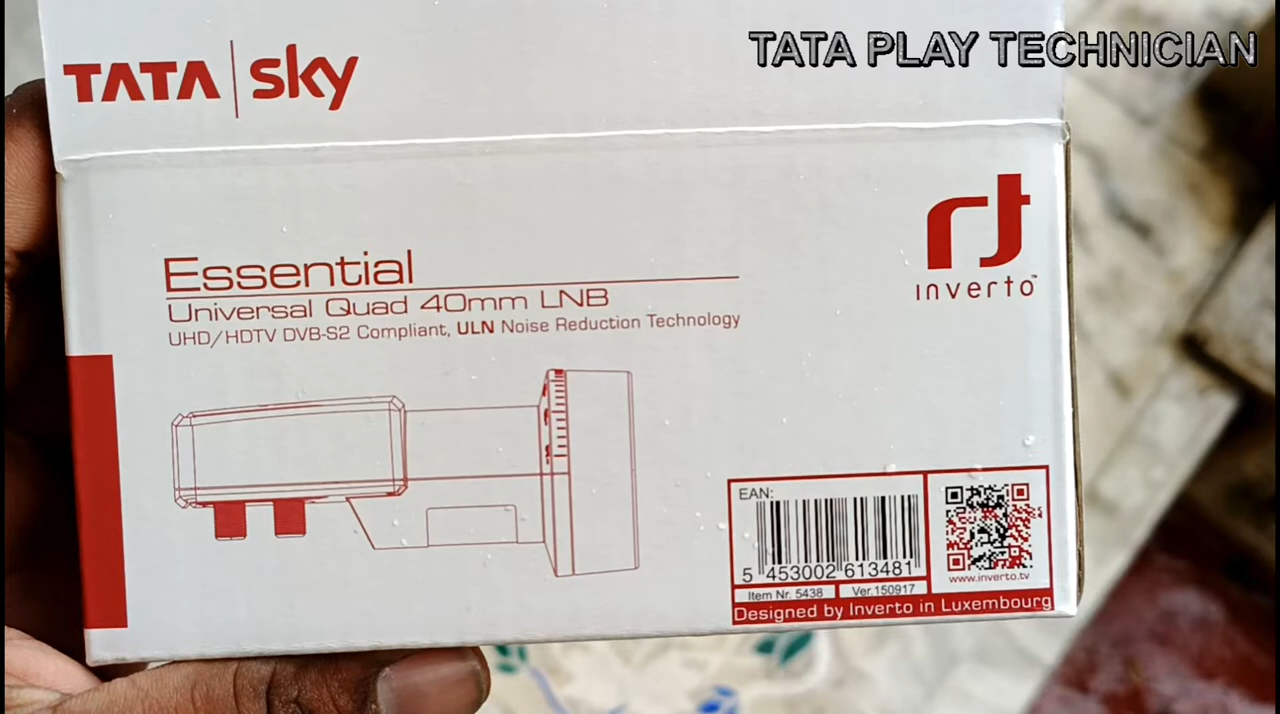 TATA PLAY TECHNICIAN
TATA sky
inverto™
Essential
Universal Quad 40mm LNB
UHD/HDTV DVB-S2 Compliant, ULN Noise Reduction Technology
EAN:
5 453002 613481
www.inverto.tv
Item Nr. 5438 Ver.150917
Designed by Inverto in Luxembourg